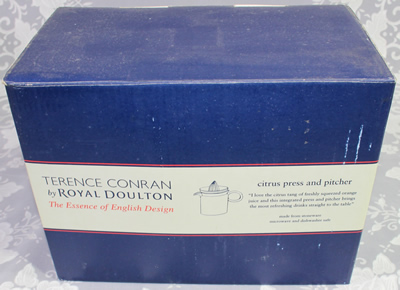 TERENCE CONRAN
by ROYAL DOULTON
The Essence of English Design
citrus press and pitcher
"I love the citrus tang of freshly squeezed orange
juice and this integrated press and pitcher brings
the most refreshing drinks straight to the table"
made from stoneware
microwave and dishwasher safe